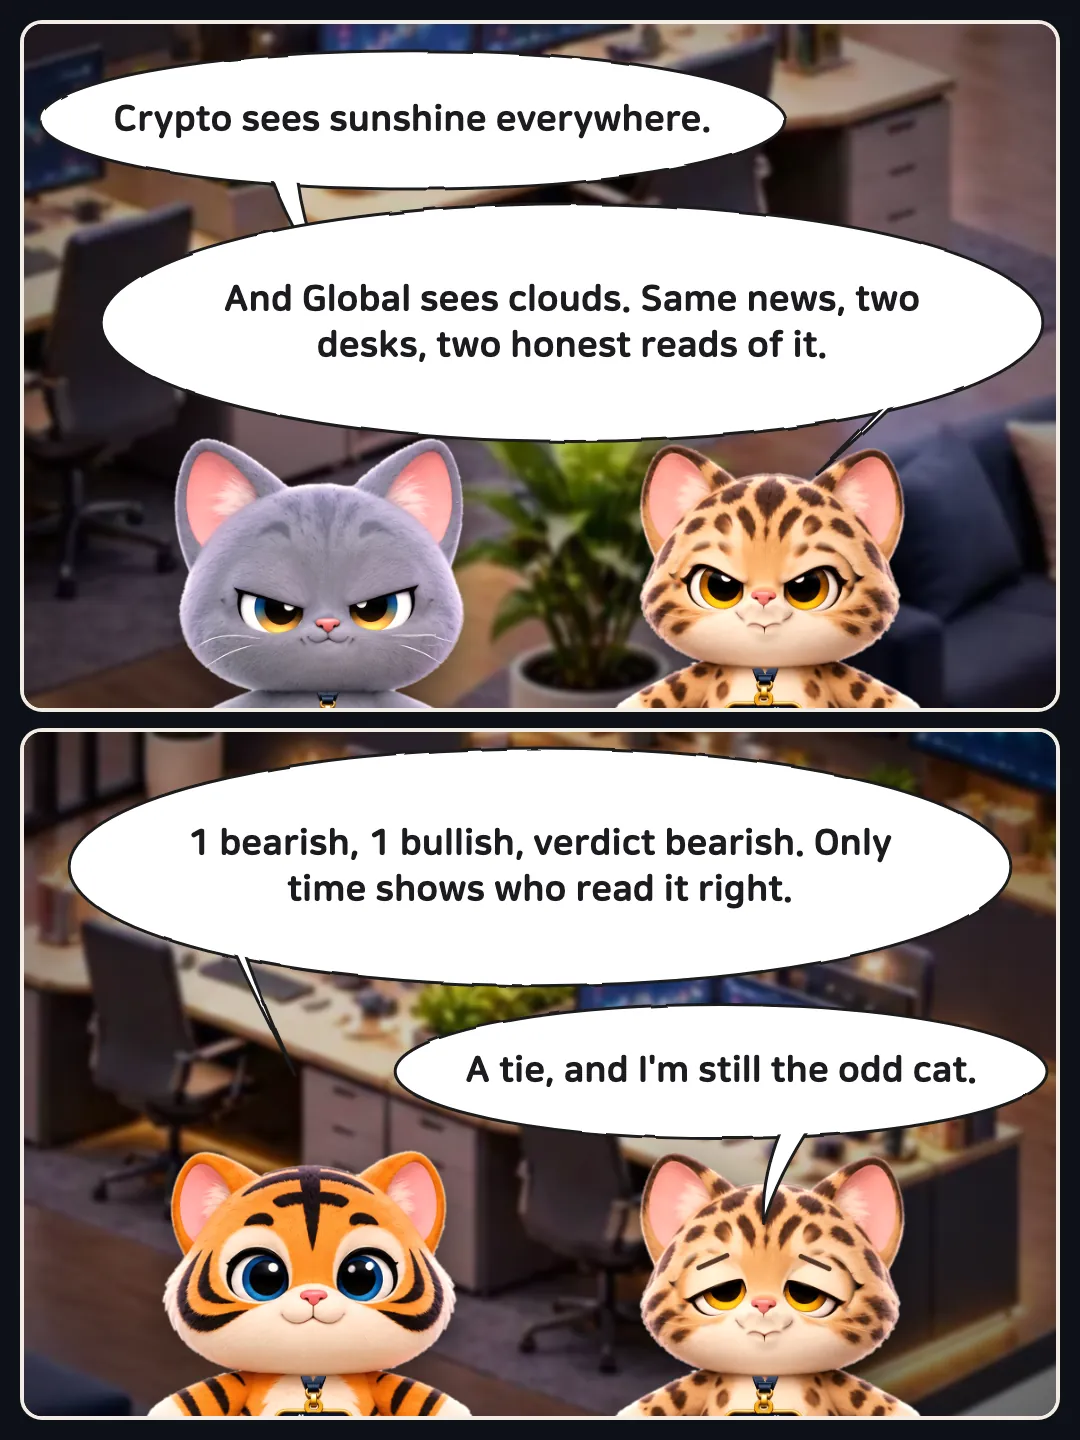 Crypto sees sunshine everywhere.
And Global sees clouds. Same news, two
desks, two honest reads of it.
1 bearish, 1 bullish, verdict bearish. Only
time shows who read it right.
A tie, and I'm still the odd cat.